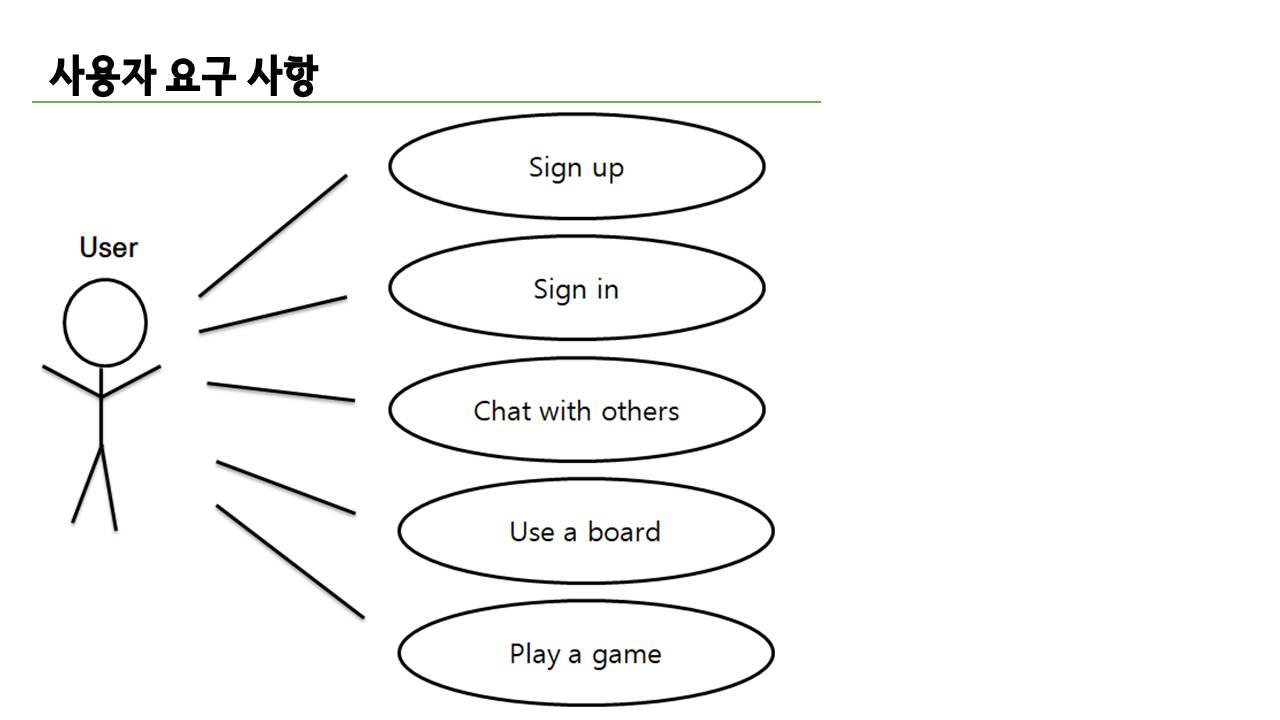 사용자 요구 사항
User
Sign up
Sign in
Chat with others
Use a board
Play a game